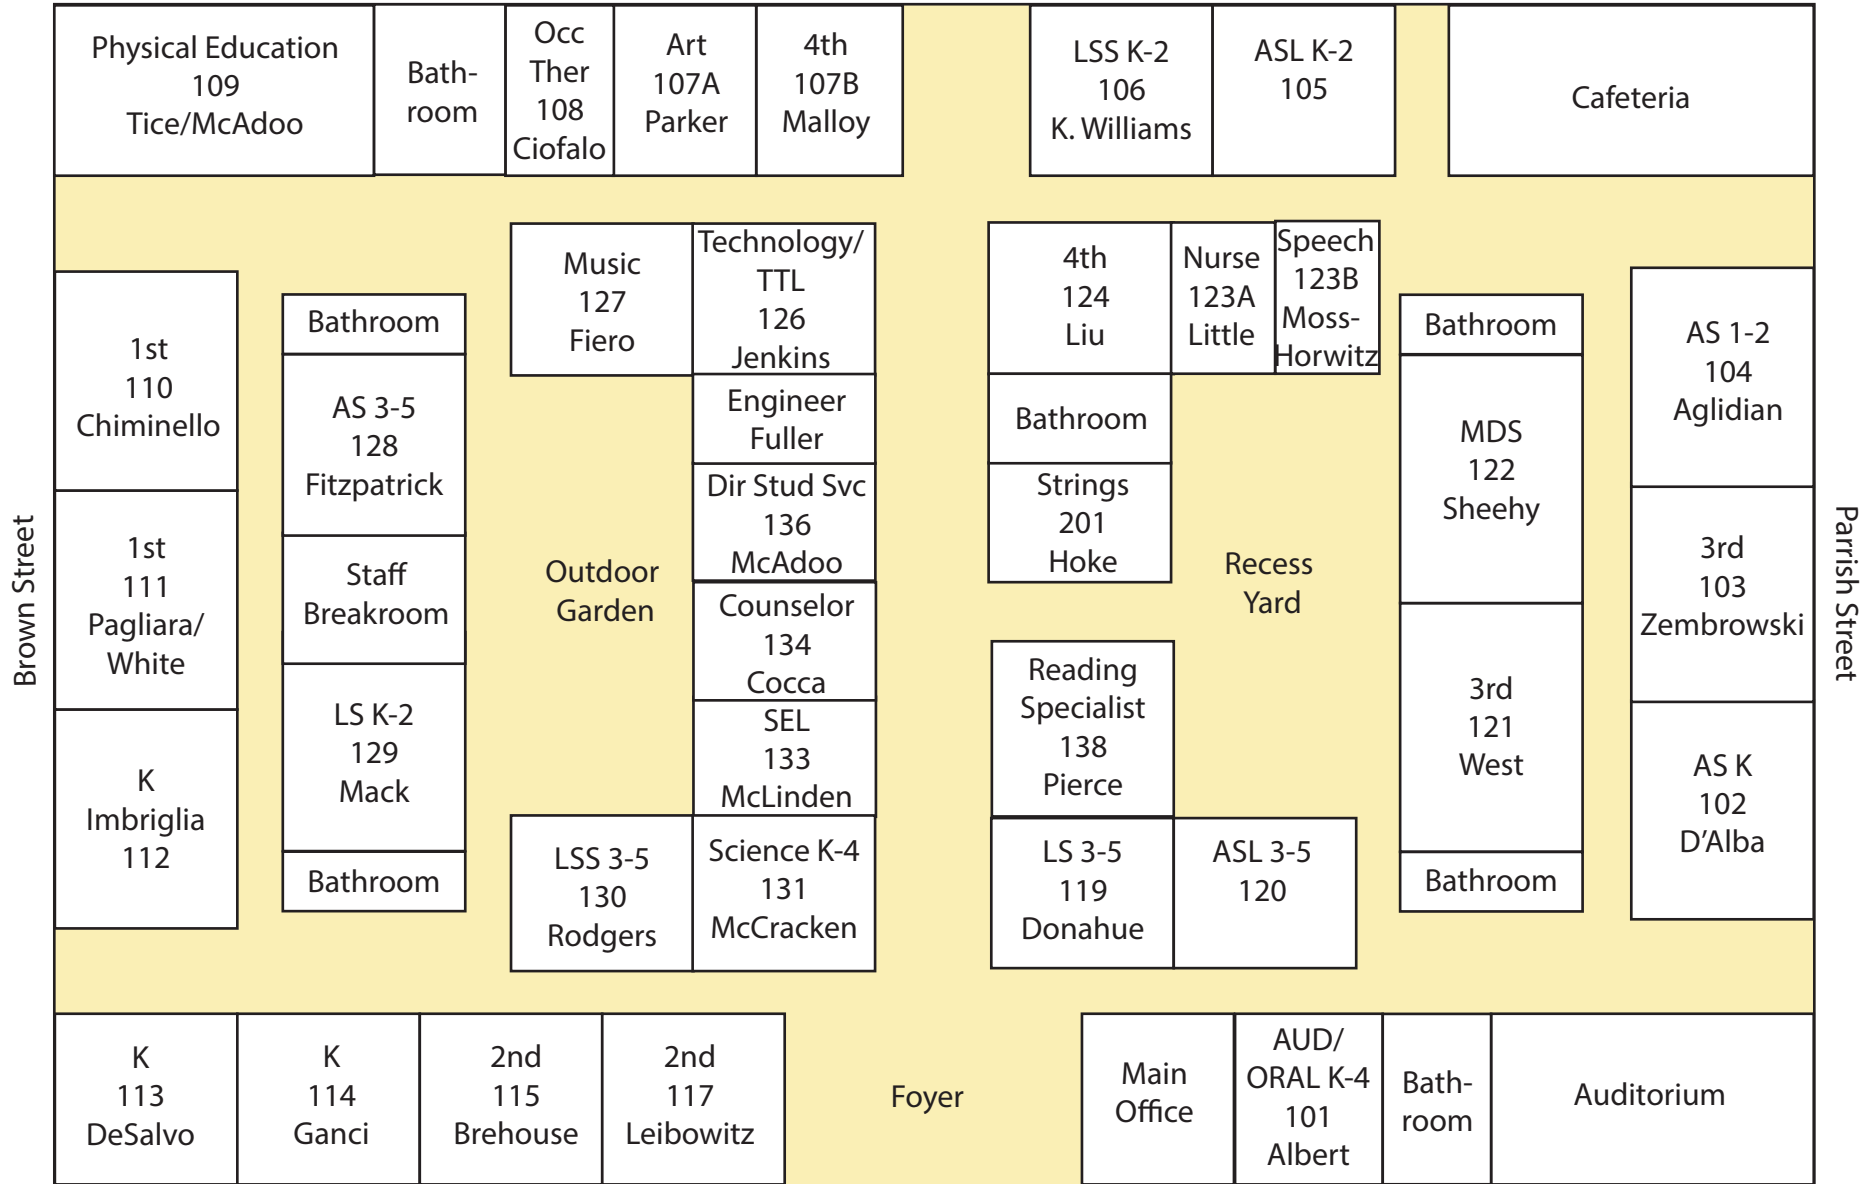 Physical Education
109
Tice/McAdoo
Bath-
room
Occ
Ther
108
Ciofalo
Art
107A
Parker
4th
107B
Malloy
LSS K-2
106
K. Williams
ASL K-2
105
Cafeteria
Music
127
Fiero
Technology/
TTL
126
Jenkins
4th
124
Liu
Nurse
123A
Little
Speech
123B
Moss-
Horwitz
1st
110
Chiminello
Bathroom
AS 3-5
128
Fitzpatrick
Engineer
Fuller
Bathroom
Bathroom
MDS
122
Sheehy
AS 1-2
104
Aglidian
Brown Street
1st
111
Pagliara/
White
Staff
Breakroom
Outdoor
Garden
Dir Stud Svc
136
McAdoo
Counselor
134
Cocca
Strings
201
Hoke
Recess
Yard
3rd
103
Zembrowski
Parrish Street
K
Imbriglia
112
LS K-2
129
Mack
Bathroom
SEL
133
McLinden
Reading
Specialist
138
Pierce
3rd
121
West
Bathroom
AS K
102
D’Alba
LSS 3-5
130
Rodgers
Science K-4
131
McCracken
LS 3-5
119
Donahue
ASL 3-5
120
K
113
DeSalvo
K
114
Ganci
2nd
115
Brehouse
2nd
117
Leibowitz
Foyer
Main
Office
AUD/
ORAL K-4
101
Albert
Bath-
room
Auditorium